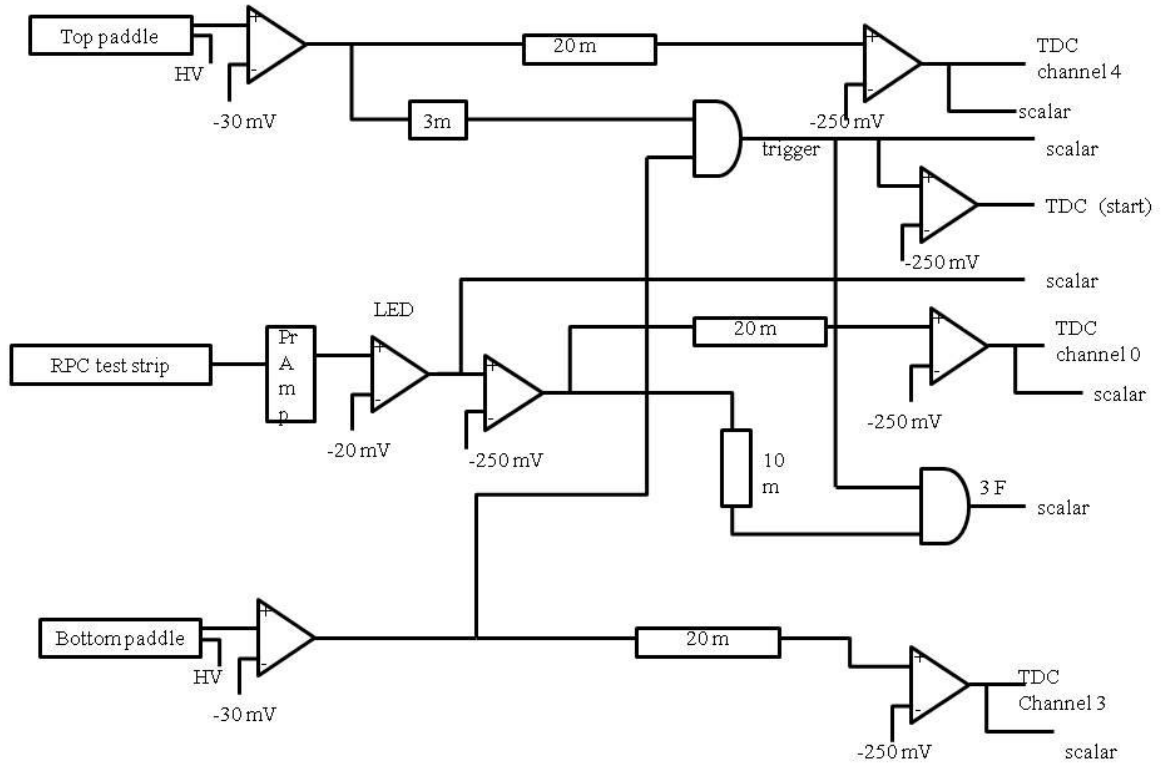 Top paddle
HV
+
-
-30 mV
20 m
+
-
-250 mV
TDC
channel 4
scalar
3m
trigger
scalar
+
-
-250 mV
TDC (start)
scalar
LED
RPC test strip
Pr
A
m
p
+
-
-20 mV
+
-
-250 mV
20 m
+
-
-250 mV
TDC
channel 0
scalar
10
m
3 F
scalar
Bottom paddle
HV
+
-
-30 mV
20 m
+
-
-250 mV
TDC
Channel 3
scalar